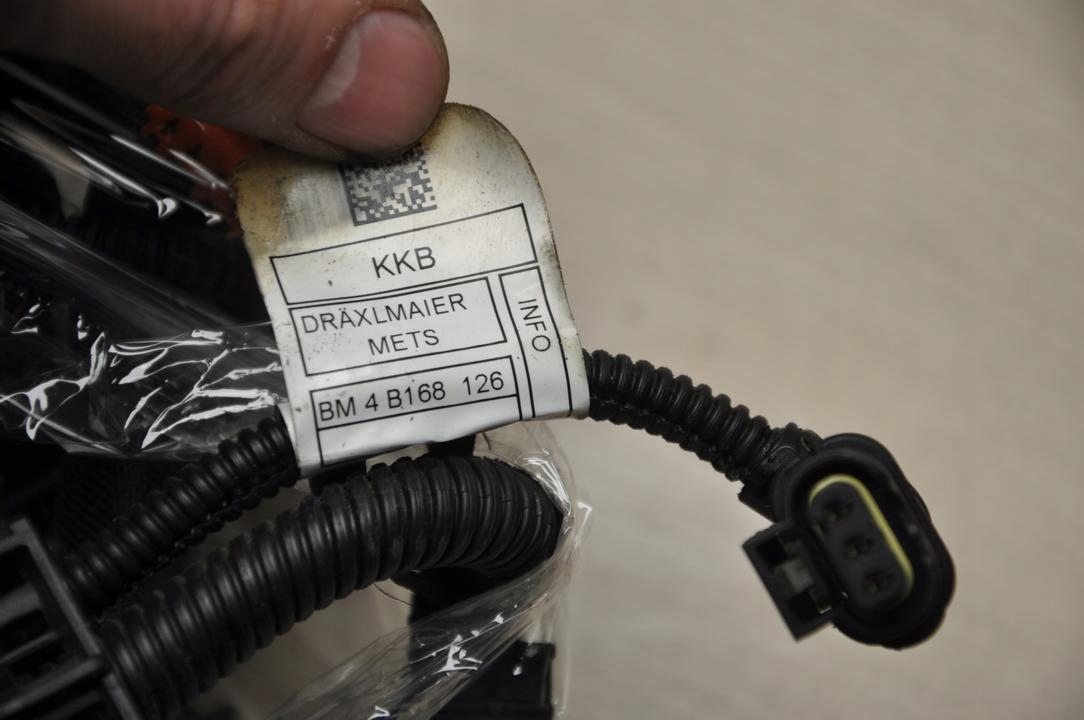 KKB
DRÄXLMAIER
METS
INFO
BM 4 B168 126